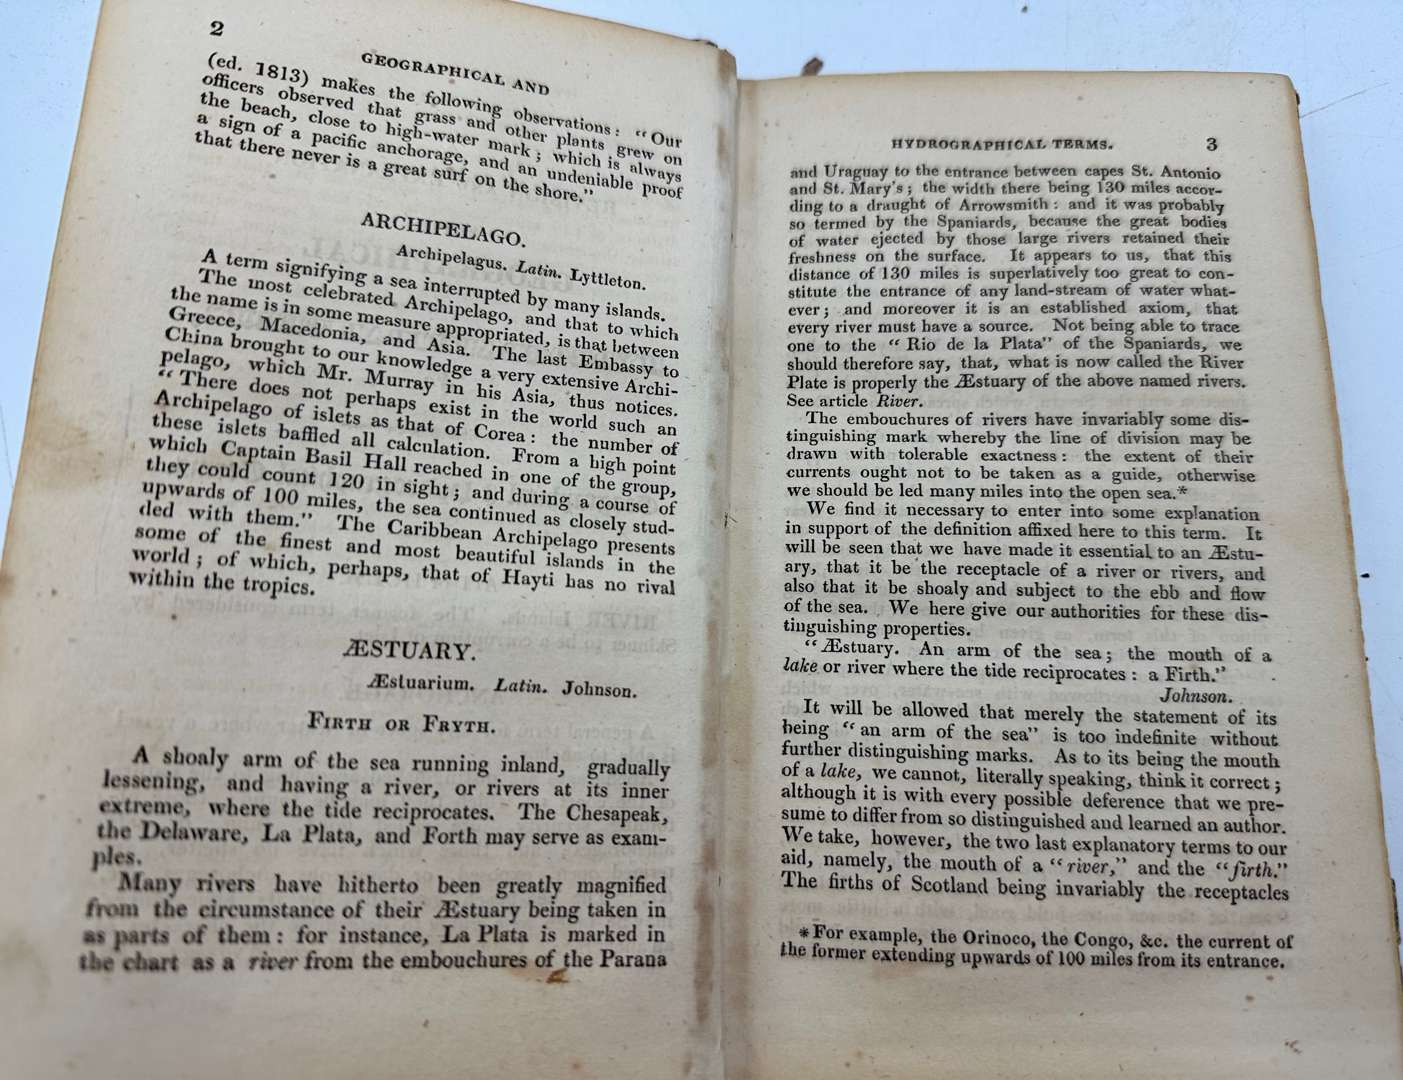 2
GEOGRAPHICAL AND
(ed. 1813) makes the following observations: "Our
officers observed that grass and other plants grew on
the beach, close to high-water mark; which is always
a sign of a pacific anchorage, and an undeniable proof
that there never is a great surf on the shore."
ARCHIPELAGO.
Archipelagus. Latin. Lyttleton.
A term signifying a sea interrupted by many islands.
The most celebrated Archipelago, and that to which
the name is in some measure appropriated, is that between
Greece, Macedonia, and Asia. The last Embassy to
China brought to our knowledge a very extensive Archi-
pelago, which Mr. Murray in his Asia, thus notices.
"There does not perhaps exist in the world such an
Archipelago of islets as that of Corea: the number of
these islets baffled all calculation. From a high point
which Captain Basil Hall reached in one of the group,
they could count 120 in sight; and during a course of
upwards of 100 miles, the sea continued as closely stud-
ded with them." The Caribbean Archipelago presents
some of the finest and most beautiful islands in the
world; of which, perhaps, that of Hayti has no rival
within the tropics.
ÆSTUARY.
Æstuarium. Latin. Johnson.
FIRTH OR FRYTH.
A shoaly arm of the sea running inland, gradually
lessening, and having a river, or rivers at its inner
extreme, where the tide reciprocates. The Chesapeak,
the Delaware, La Plata, and Forth may serve as exam-
ples.
Many rivers have hitherto been greatly magnified
from the circumstance of their Æstuary being taken in
as parts of them: for instance, La Plata is marked in
the chart as a river from the embouchures of the Parana
HYDROGRAPHICAL TERMS. 3
and Uraguay to the entrance between capes St. Antonio
and St. Mary's; the width there being 130 miles accor-
ding to a draught of Arrowsmith: and it was probably
so termed by the Spaniards, because the great bodies
of water ejected by those large rivers retained their
freshness on the surface. It appears to us, that this
distance of 130 miles is superlatively too great to con-
stitute the entrance of any land-stream of water what-
ever; and moreover it is an established axiom, that
every river must have a source. Not being able to trace
one to the "Rio de la Plata" of the Spaniards, we
should therefore say, that, what is now called the River
Plate is properly the Æstuary of the above named rivers.
See article River.
The embouchures of rivers have invariably some dis-
tinguishing mark whereby the line of division may be
drawn with tolerable exactness: the extent of their
currents ought not to be taken as a guide, otherwise
we should be led many miles into the open sea.*
We find it necessary to enter into some explanation
in support of the definition affixed here to this term. It
will be seen that we have made it essential to an Æstu-
ary, that it be the receptacle of a river or rivers, and
also that it be shoaly and subject to the ebb and flow
of the sea. We here give our authorities for these dis-
tinguishing properties.
"Æstuary. An arm of the sea; the mouth of a
lake or river where the tide reciprocates: a Firth."
Johnson.
It will be allowed that merely the statement of its
being "an arm of the sea" is too indefinite without
further distinguishing marks. As to its being the mouth
of a lake, we cannot, literally speaking, think it correct;
although it is with every possible deference that we pre-
sume to differ from so distinguished and learned an author.
We take, however, the two last explanatory terms to our
aid, namely, the mouth of a "river," and the "firth."
The firths of Scotland being invariably the receptacles
*For example, the Orinoco, the Congo, &c. the current of
the former extending upwards of 100 miles from its entrance.